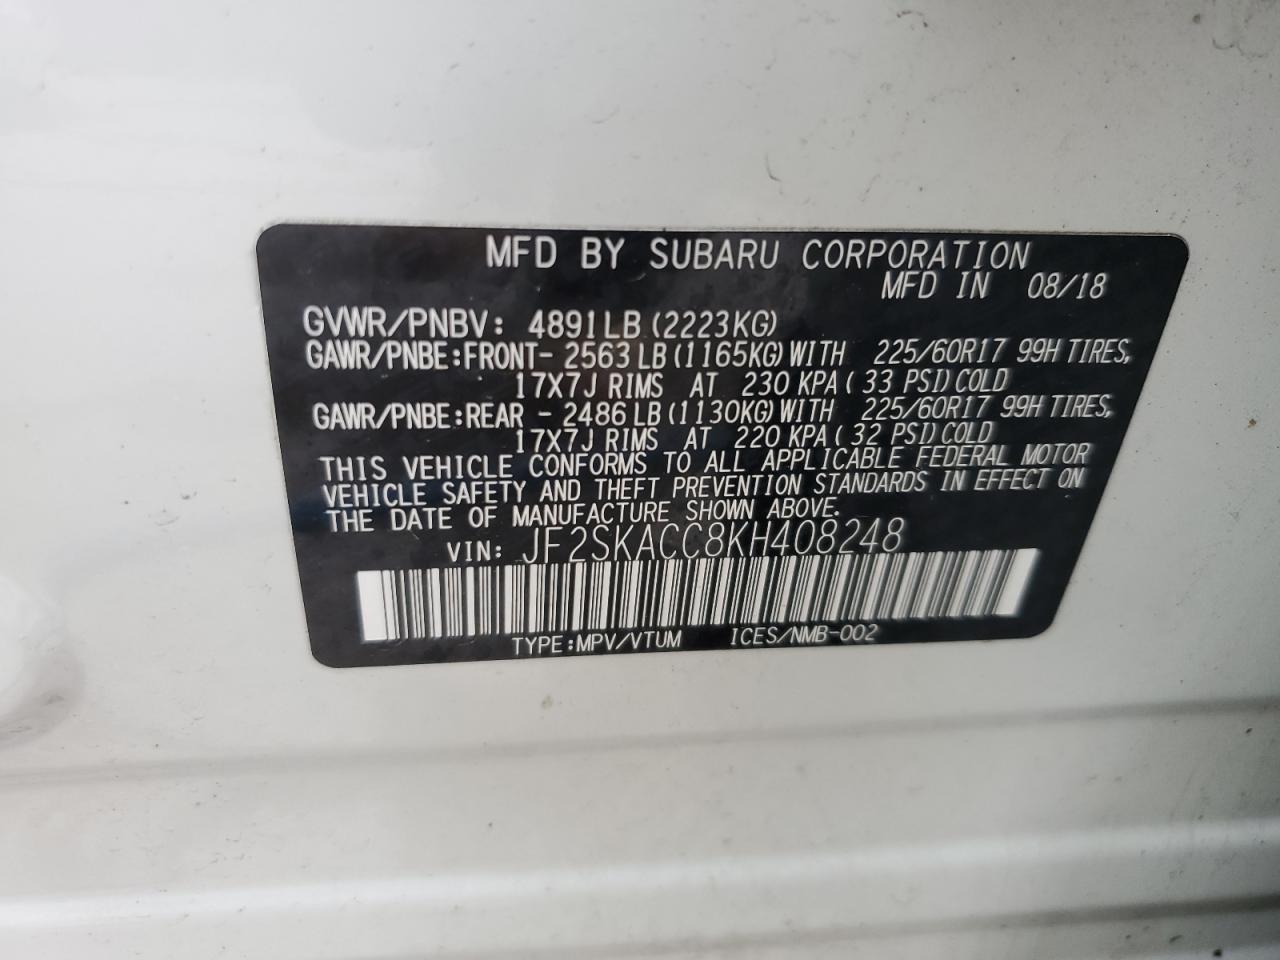 MFD BY SUBARU CORPORATION
MFD IN 08/18
GVWR/PNBV: 4891LB (2223KG)
GAWR/PNBE:FRONT- 2563 LB (1165KG) WITH 225/60R17 99H TIRES,
17X7J RIMS AT 230 KPA ( 33 PSI) COLD
GAWR/PNBE:REAR - 2486 LB (1130KG) WITH 225/60R17 99H TIRES,
17X7J RIMS AT 220 KPA ( 32 PSI) COLD
THIS VEHICLE CONFORMS TO ALL APPLICABLE FEDERAL MOTOR
VEHICLE SAFETY AND THEFT PREVENTION STANDARDS IN EFFECT ON
THE DATE OF MANUFACTURE SHOWN ABOVE.
VIN: JF2SKACC8KH408248
TYPE:MPV/VTUM ICES/NMB-002